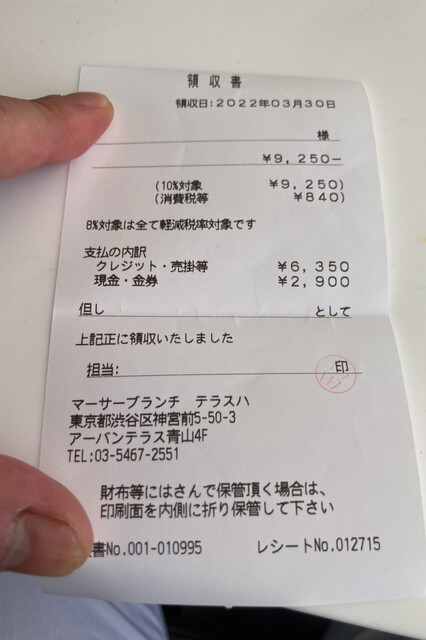 領収書
領収日:2022年03月30日
様
¥9,250-
(10%対象 ¥9,250)
(消費税等 ¥840)
8%対象は全て軽減税率対象です
支払の内訳
クレジット・売掛等 ¥6,350
現金・金券 ¥2,900
但し として
上記正に領収いたしました
担当: 印
マーサーブランチ テラスハ
東京都渋谷区神宮前5-50-3
アーバンテラス青山4F
TEL:03-5467-2551
財布等にはさんで保管頂く場合は、
印刷面を内側に折り保管して下さい
書No.001-010995 レシートNo.012715